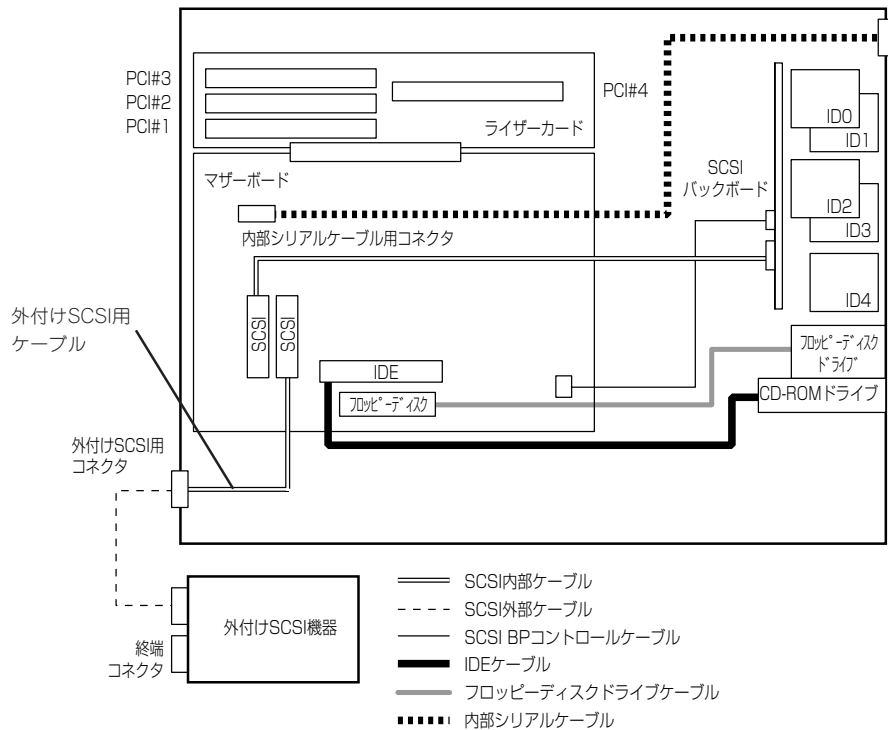 PCI#3
PCI#2
PCI#1
PCI#4
ライザーカード
マザーボード
内部シリアルケーブル用コネクタ
SCSI
バックボード
ID0
ID1
ID2
ID3
ID4
外付けSCSI用
ケーブル
SCSI
SCSI
IDE
フロッピーディスク
フロッピーディスク
ドライブ
CD-ROMドライブ
外付けSCSI用
コネクタ
外付けSCSI機器
終端
コネクタ
SCSI内部ケーブル
SCSI外部ケーブル
SCSI BPコントロールケーブル
IDEケーブル
フロッピーディスクドライブケーブル
内部シリアルケーブル